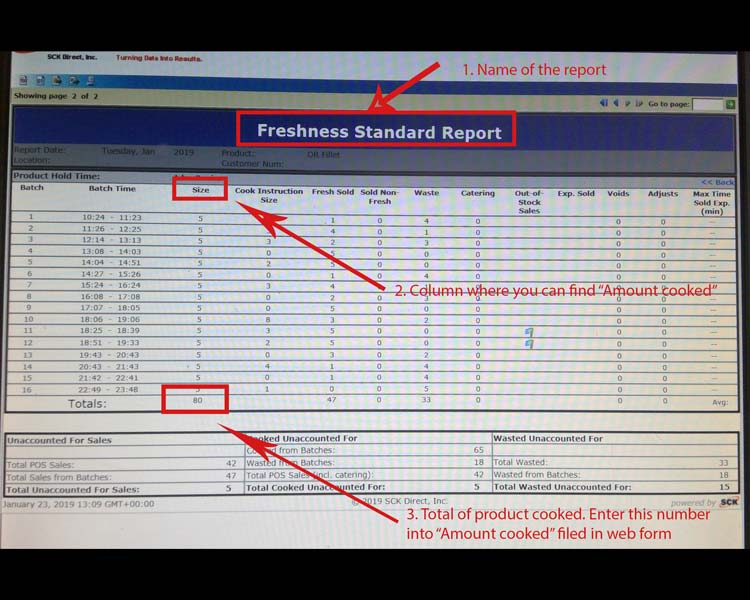 SCK Direct, Inc. Turning Data Into Results.
1. Name of the report
Showing page 2 of 2
Go to page:
Freshness Standard Report
Report Date: Tuesday, Jan 2019 Product: OR Fillet
Location: Customer Num:
Product Hold Time:
<< Back
Batch Batch Time Size Cook Instruction Size Fresh Sold Sold Non-Fresh Waste Catering Out-of-Stock Sales Exp. Sold Voids Adjusts Max Time Sold Exp. (min)
1 10:24 - 11:23 5 1 0 4 0 0 0 --
2 11:26 - 12:25 5 4 0 1 0 0 0 --
3 12:14 - 13:13 5 3 2 0 3 0 0 0 --
4 13:08 - 14:03 5 0 5 0 0 0 0 0 --
5 14:04 - 14:51 5 2 5 0 0 0 0 0 --
6 14:27 - 15:26 5 0 1 0 4 0 0 0 --
7 15:24 - 16:24 5 3 4 0 0 0 --
2. Column where you can find "Amount cooked"
8 16:08 - 17:08 5 0 2 0 3 0 0 0 --
9 17:07 - 18:05 5 0 5 0 0 0 0 0 --
10 18:06 - 19:06 5 8 3 0 2 0 0 0 --
11 18:25 - 18:39 5 3 5 0 0 0 0 0 --
12 18:51 - 19:33 5 2 5 0 0 0 0 0 --
13 19:43 - 20:43 5 0 3 0 2 0 0 0 --
14 20:43 - 21:43 5 4 1 0 4 0 0 0 --
15 21:42 - 22:41 5 0 1 0 4 0 0 0 --
16 22:49 - 23:48 5 1 0 0 5 0 0 0 --
Totals: 80 47 33 Avg:
Unaccounted For Sales Cooked Unaccounted For Wasted Unaccounted For
from Batches: 65
Total POS Sales: 42 Wasted from Batches: 18 Total Wasted: 33
Total Sales from Batches: 47 Total POS Sales (incl. catering): 42 Wasted from Batches: 18
Total Unaccounted For Sales: 5 Total Cooked Unaccounted For: 5 Total Wasted Unaccounted For: 15
January 23, 2019 13:09 GMT+00:00 © 2019 SCK Direct, Inc. powered by SCK
3. Total of product cooked. Enter this number
into "Amount cooked" filed in web form